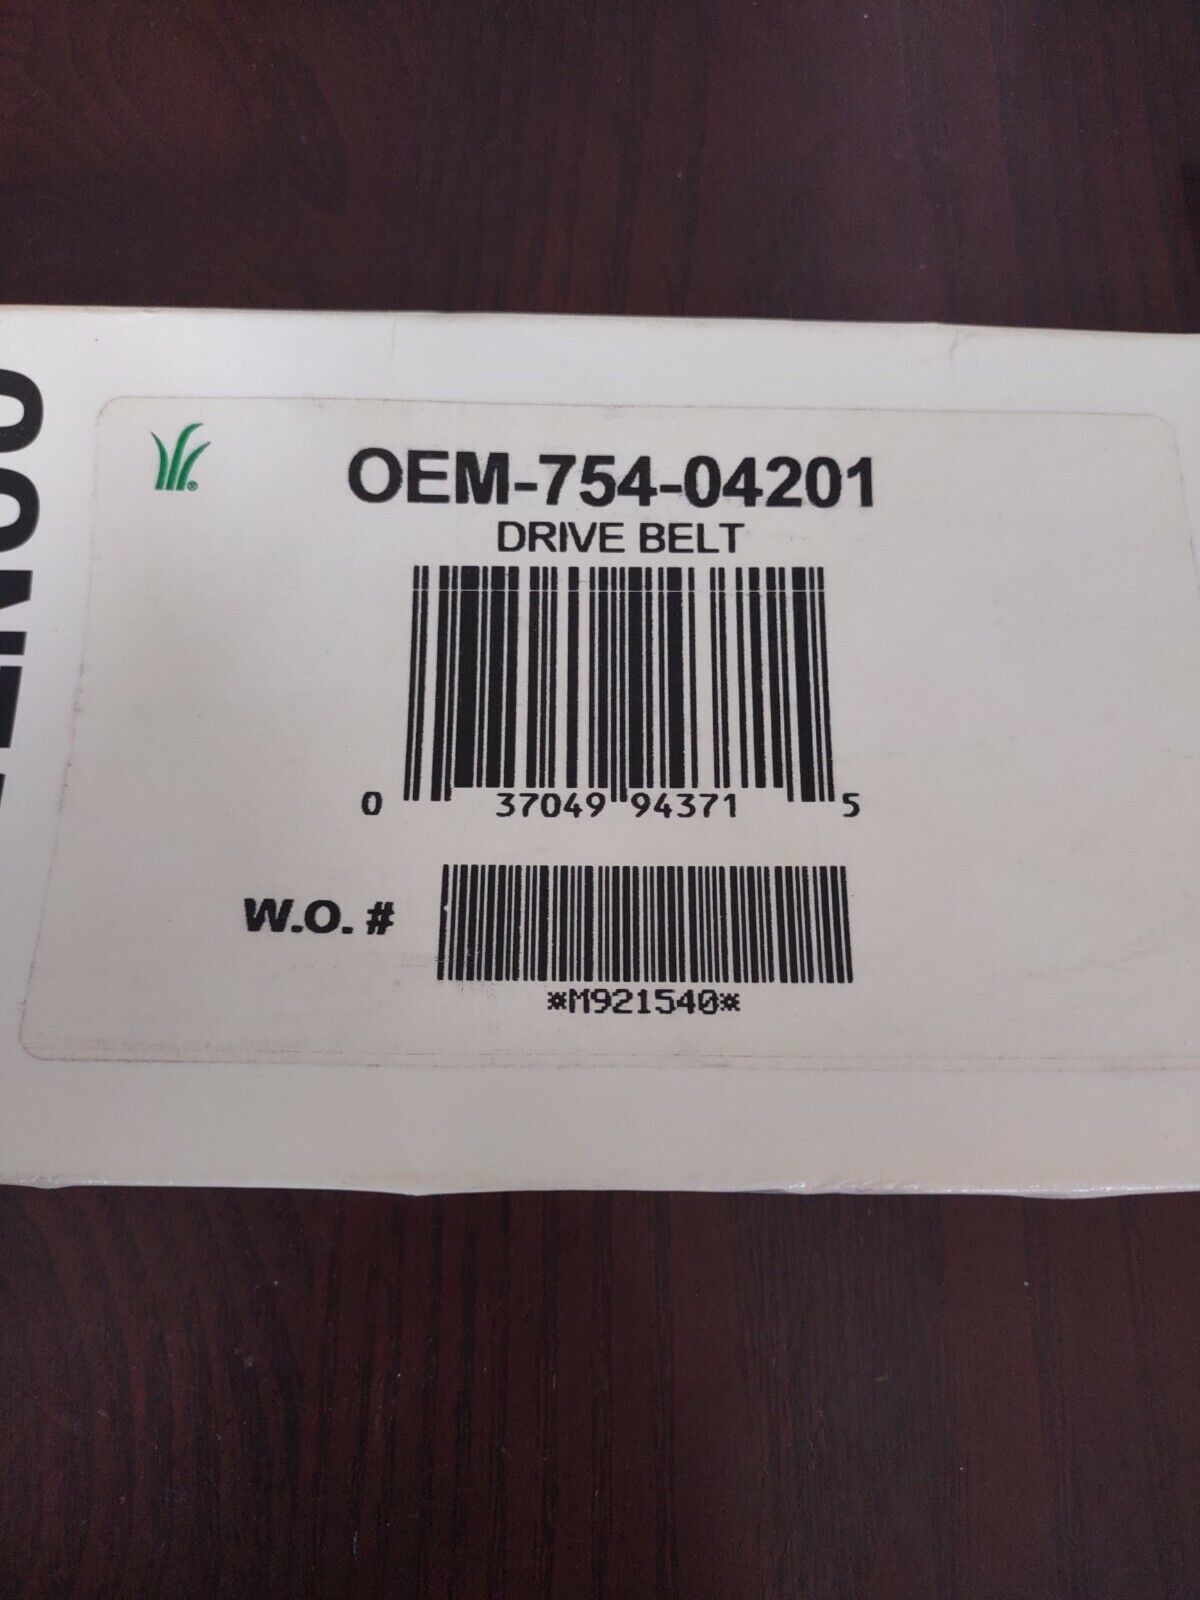 OEM-754-04201
DRIVE BELT
0 37049 94371 5
W.O. #
*M921540*